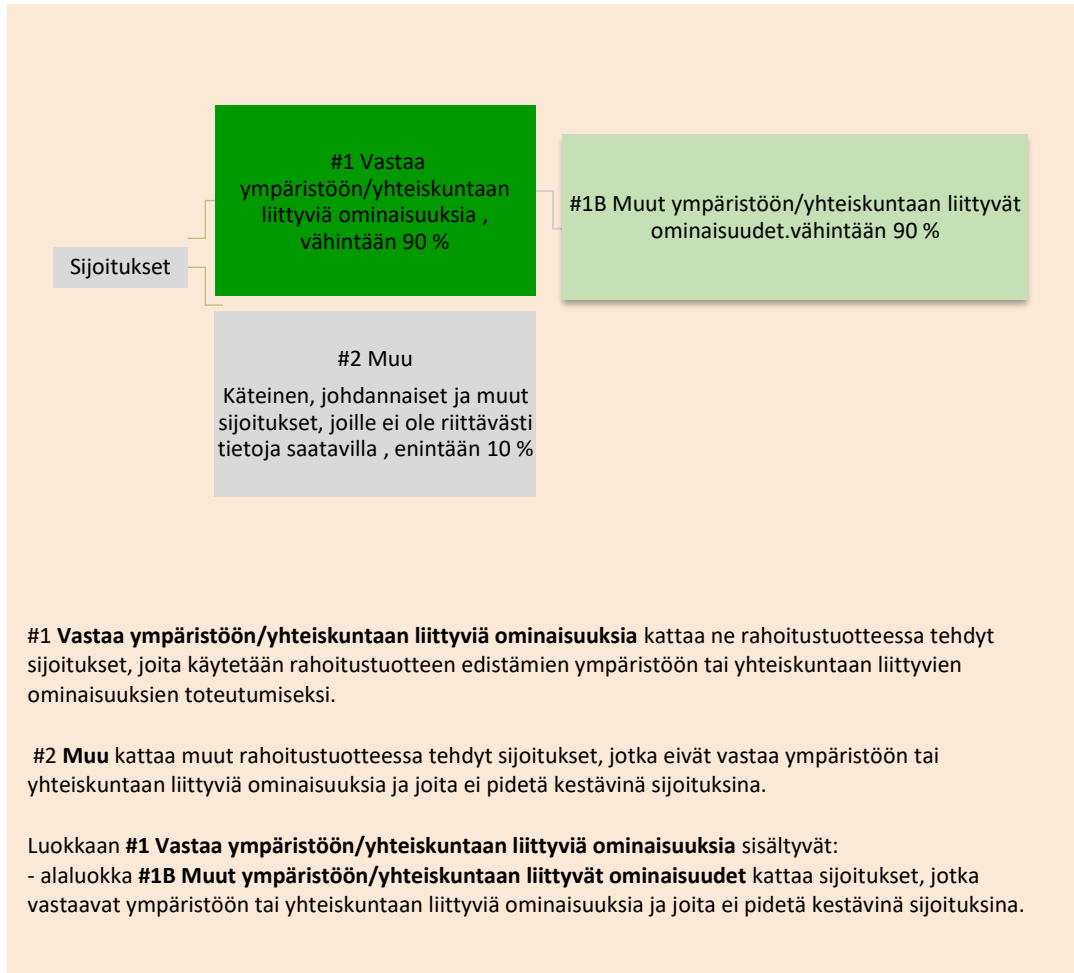 #1 Vastaa
ympäristöön/yhteiskuntaan
liittyviä ominaisuuksia ,
vähintään 90 %
#1B Muut ympäristöön/yhteiskuntaan liittyvät
ominaisuudet.vähintään 90 %
Sijoitukset
#2 Muu
Käteinen, johdannaiset ja muut
sijoitukset, joille ei ole riittävästi
tietoja saatavilla , enintään 10 %
#1 Vastaa ympäristöön/yhteiskuntaan liittyviä ominaisuuksia kattaa ne rahoitustuotteessa tehdyt
sijoitukset, joita käytetään rahoitustuotteen edistämien ympäristöön tai yhteiskuntaan liittyvien
ominaisuuksien toteutumiseksi.
#2 Muu kattaa muut rahoitustuotteessa tehdyt sijoitukset, jotka eivät vastaa ympäristöön tai
yhteiskuntaan liittyviä ominaisuuksia ja joita ei pidetä kestävinä sijoituksina.
Luokkaan #1 Vastaa ympäristöön/yhteiskuntaan liittyviä ominaisuuksia sisältyvät:
- alaluokka #1B Muut ympäristöön/yhteiskuntaan liittyvät ominaisuudet kattaa sijoitukset, jotka
vastaavat ympäristöön tai yhteiskuntaan liittyviä ominaisuuksia ja joita ei pidetä kestävinä sijoituksina.